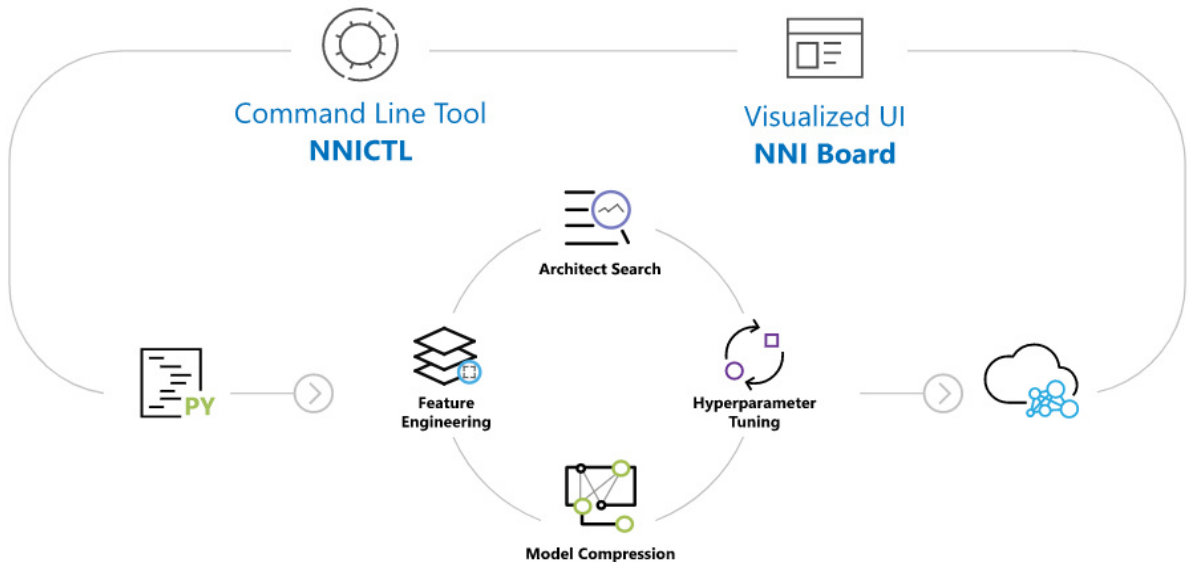 Command Line Tool
NNICTL
Visualized UI
NNI Board
Architect Search
PY
Feature
Engineering
Hyperparameter
Tuning
Model Compression